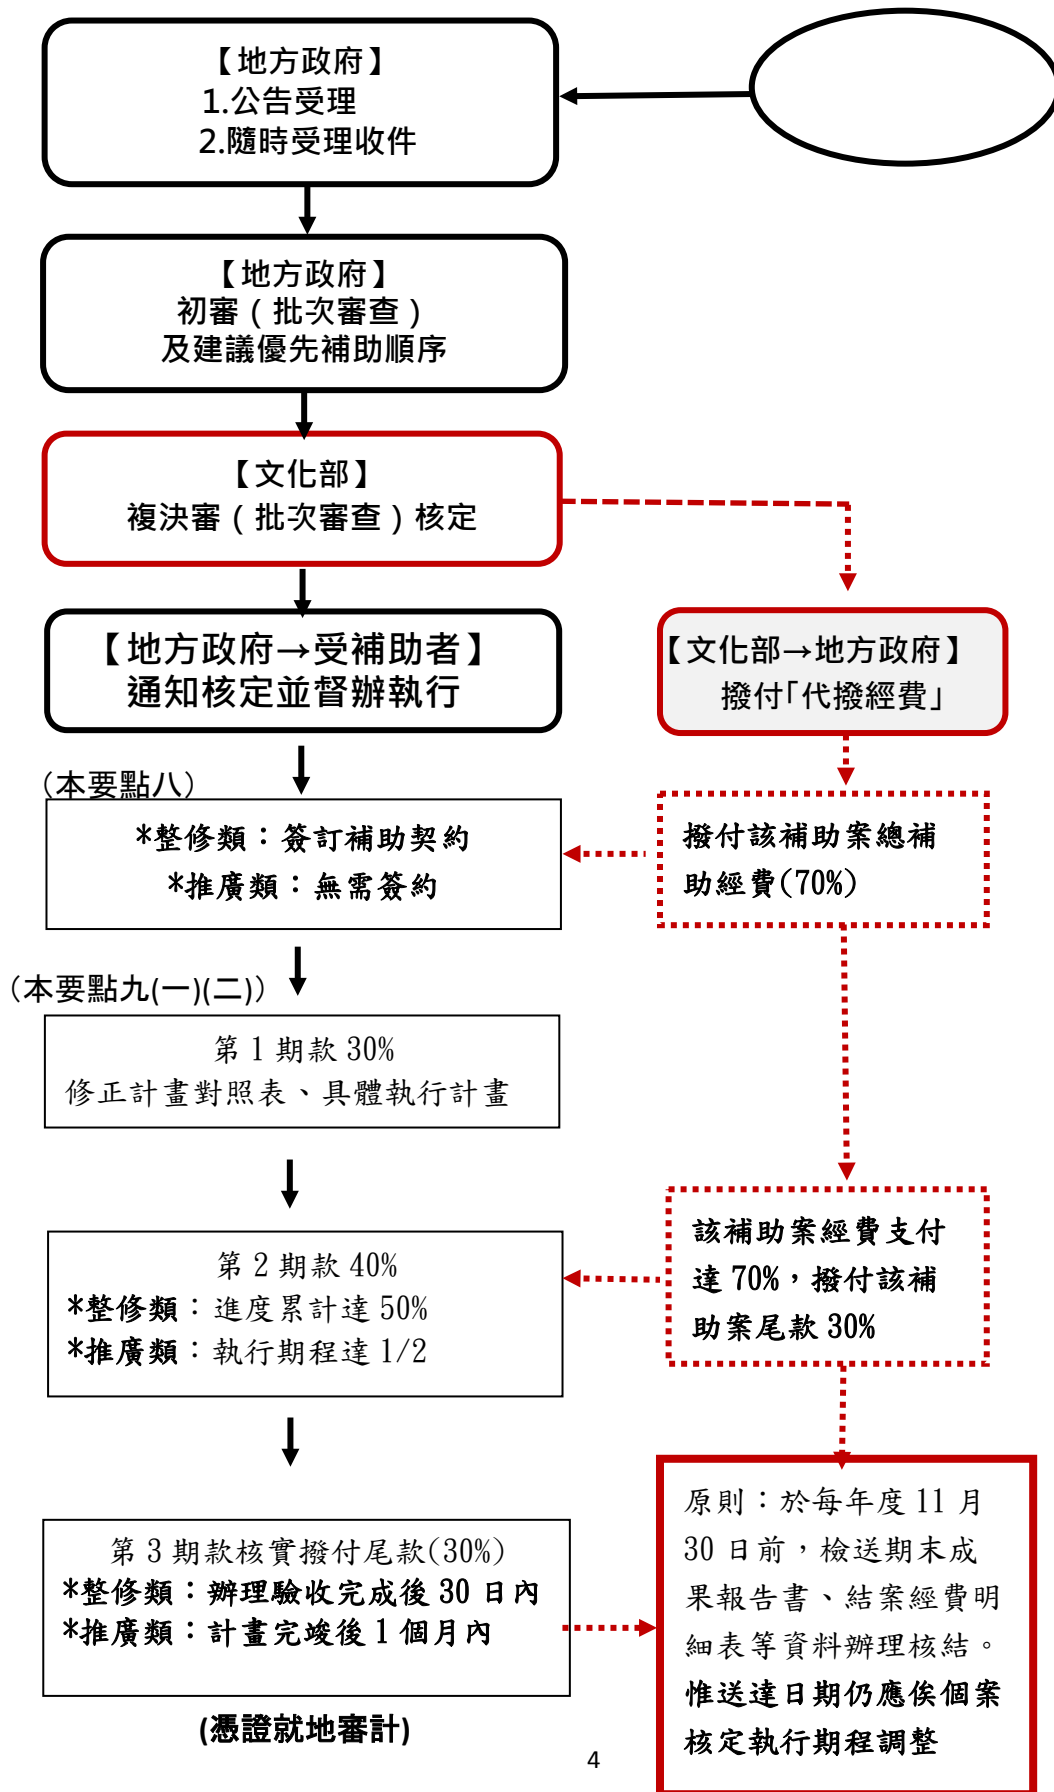 【地方政府】
1.公告受理
2.隨時受理收件
【地方政府】
初審（批次審查）
及建議優先補助順序
【文化部】
複決審（批次審查）核定
【地方政府→受補助者】
通知核定並督辦執行
【文化部→地方政府】
撥付「代撥經費」
（本要點八）
*整修類：簽訂補助契約
*推廣類：無需簽約
撥付該補助案總補
助經費(70%)
（本要點九(一)(二)）
第 1 期款 30%
修正計畫對照表、具體執行計畫
第 2 期款 40%
*整修類：進度累計達 50%
*推廣類：執行期程達 1/2
該補助案經費支付
達 70%，撥付該補
助案尾款 30%
第 3 期款核實撥付尾款(30%)
*整修類：辦理驗收完成後 30 日內
*推廣類：計畫完竣後 1 個月內
(憑證就地審計)
原則：於每年度 11 月
30 日前，檢送期末成
果報告書、結案經費明
細表等資料辦理核結。
惟送達日期仍應俟個案
核定執行期程調整
4